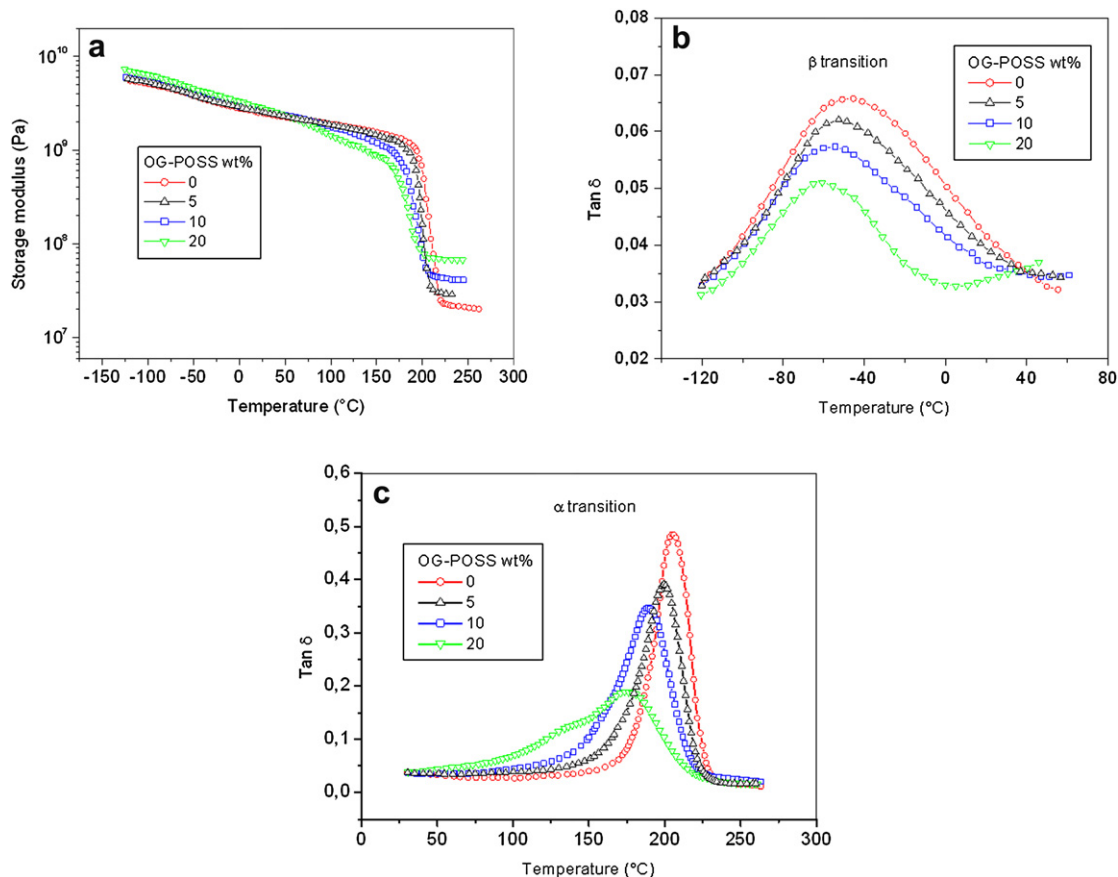 a
10^10
10^9
10^8
10^7
Storage modulus (Pa)
OG-POSS wt%
0
5
10
20
-150 -100 -50 0 50 100 150 200 250 300
Temperature (°C)
b
β transition
0,08
0,07
0,06
0,05
0,04
0,03
0,02
Tan δ
OG-POSS wt%
0
5
10
20
-120 -80 -40 0 40 80
Temperature (°C)
c
α transition
0,6
0,5
0,4
0,3
0,2
0,1
0,0
Tan δ
OG-POSS wt%
0
5
10
20
0 50 100 150 200 250 300
Temperature (°C)